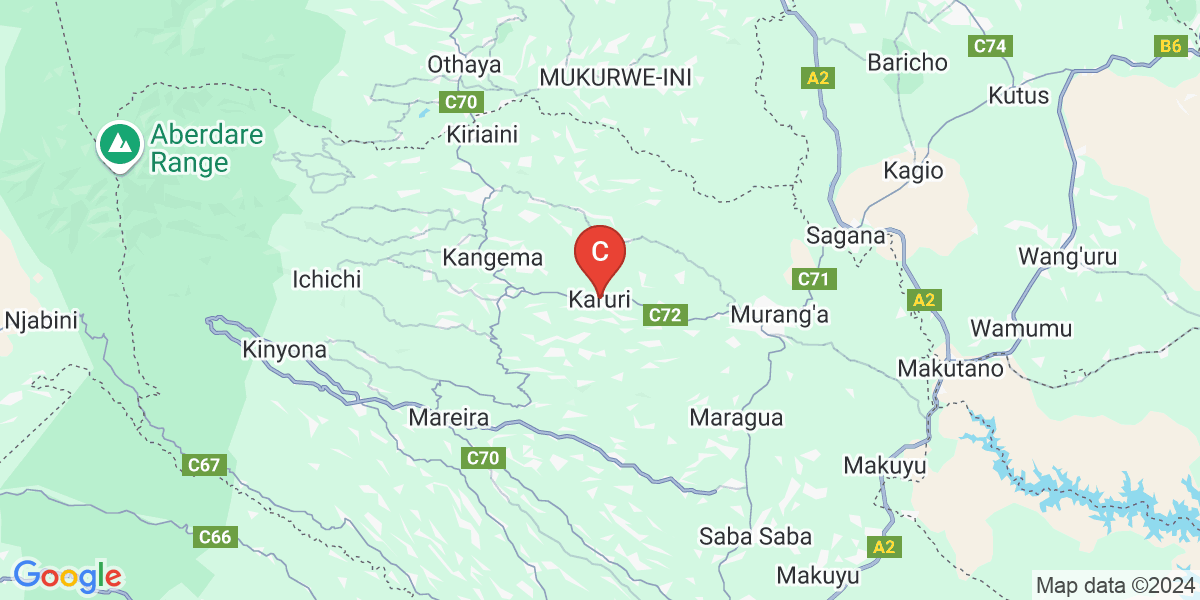 C74
B6
Othaya
MUKURWE-INI
A2
Baricho
C70
Kutus
Kiriaini
Aberdare
Range
Kagio
Sagana
C
Kangema
Wang'uru
Ichichi
C71
Karuri
A2
C72
Murang'a
Njabini
Wamumu
Kinyona
Makutano
Mareira
Maragua
C70
C67
Makuyu
C66
Saba Saba
A2
Google
Makuyu
Map data ©2024